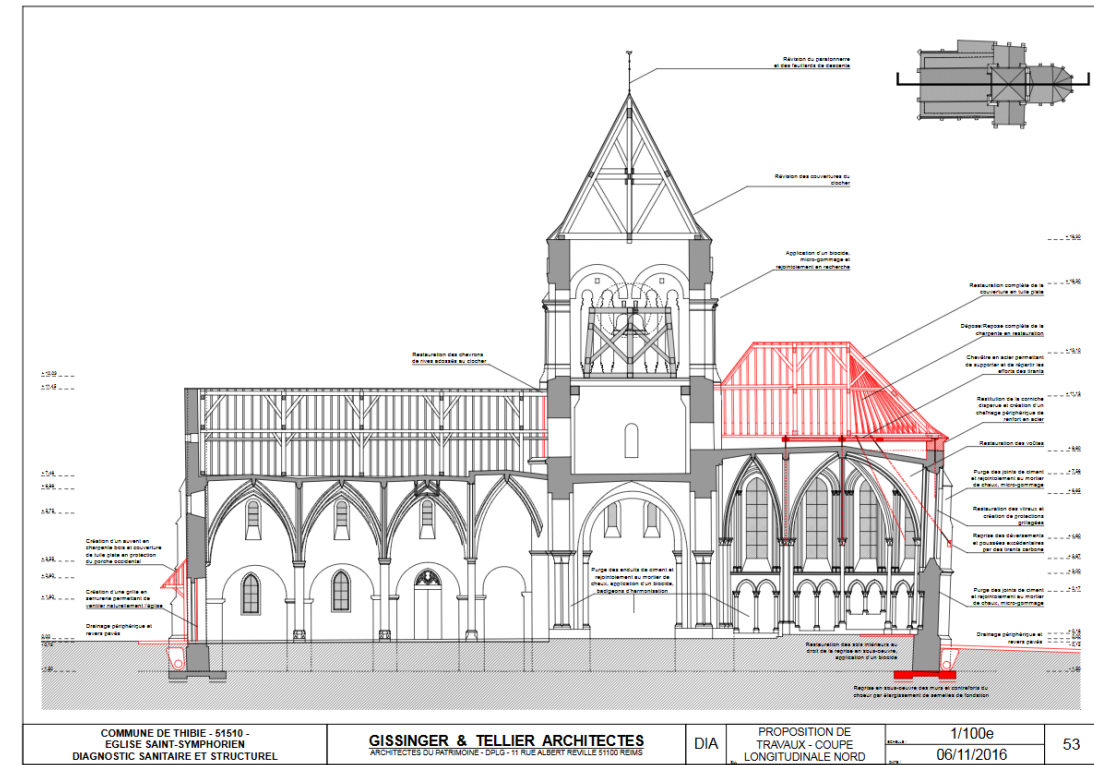 Révision du paratonnerre
et des feuillards de descente
Révision des couvertures du
clocher
Application d'un biocide,
micro-gommage et
rejointoiement en recherche
Restauration complète de la
couverture en tuile plate
Dépose/Repose complète de la
charpente en restauration
Chevêtre en acier permettant
de supporter et de répartir les
efforts des tirants
Restauration des chevrons
de rives adossés au clocher
Restitution de la corniche
disparue et création d'un
chaînage périphérique de
renfort en acier
Restauration des voûtes
Purge des joints de ciment
et rejointoiement au mortier
de chaux, micro-gommage
Restauration des vitraux et
création de protections
grillagées
Reprise des déversements
et poussées excédentaires
par des tirants carbone
Purge des joints de ciment
et rejointoiement au mortier
de chaux, micro-gommage
Drainage périphérique et
revers pavés
Création d'un auvent en
charpente bois et couverture
de tuile plate en protection
du porche occidental
Création d'une grille en
serrurerie permettant de
ventiler naturellement l'église
Drainage périphérique et
revers pavés
Purge des enduits de ciment et
rejointoiement au mortier de
chaux, application d'un biocide,
badigeons d'harmonisation
Restauration des sols intérieurs au
droit de la reprise en sous-oeuvre,
application d'un biocide
Reprise en sous-oeuvre des murs et contreforts du
choeur par élargissement de semelles de fondation
COMMUNE DE THIBIE - 51510 -
EGLISE SAINT-SYMPHORIEN
DIAGNOSTIC SANITAIRE ET STRUCTUREL
GISSINGER & TELLIER ARCHITECTES
ARCHITECTES DU PATRIMOINE - DPLG - 11 RUE ALBERT REVILLE 51100 REIMS
DIA
PROPOSITION DE
TRAVAUX - COUPE
LONGITUDINALE NORD
1/100e
06/11/2016
53